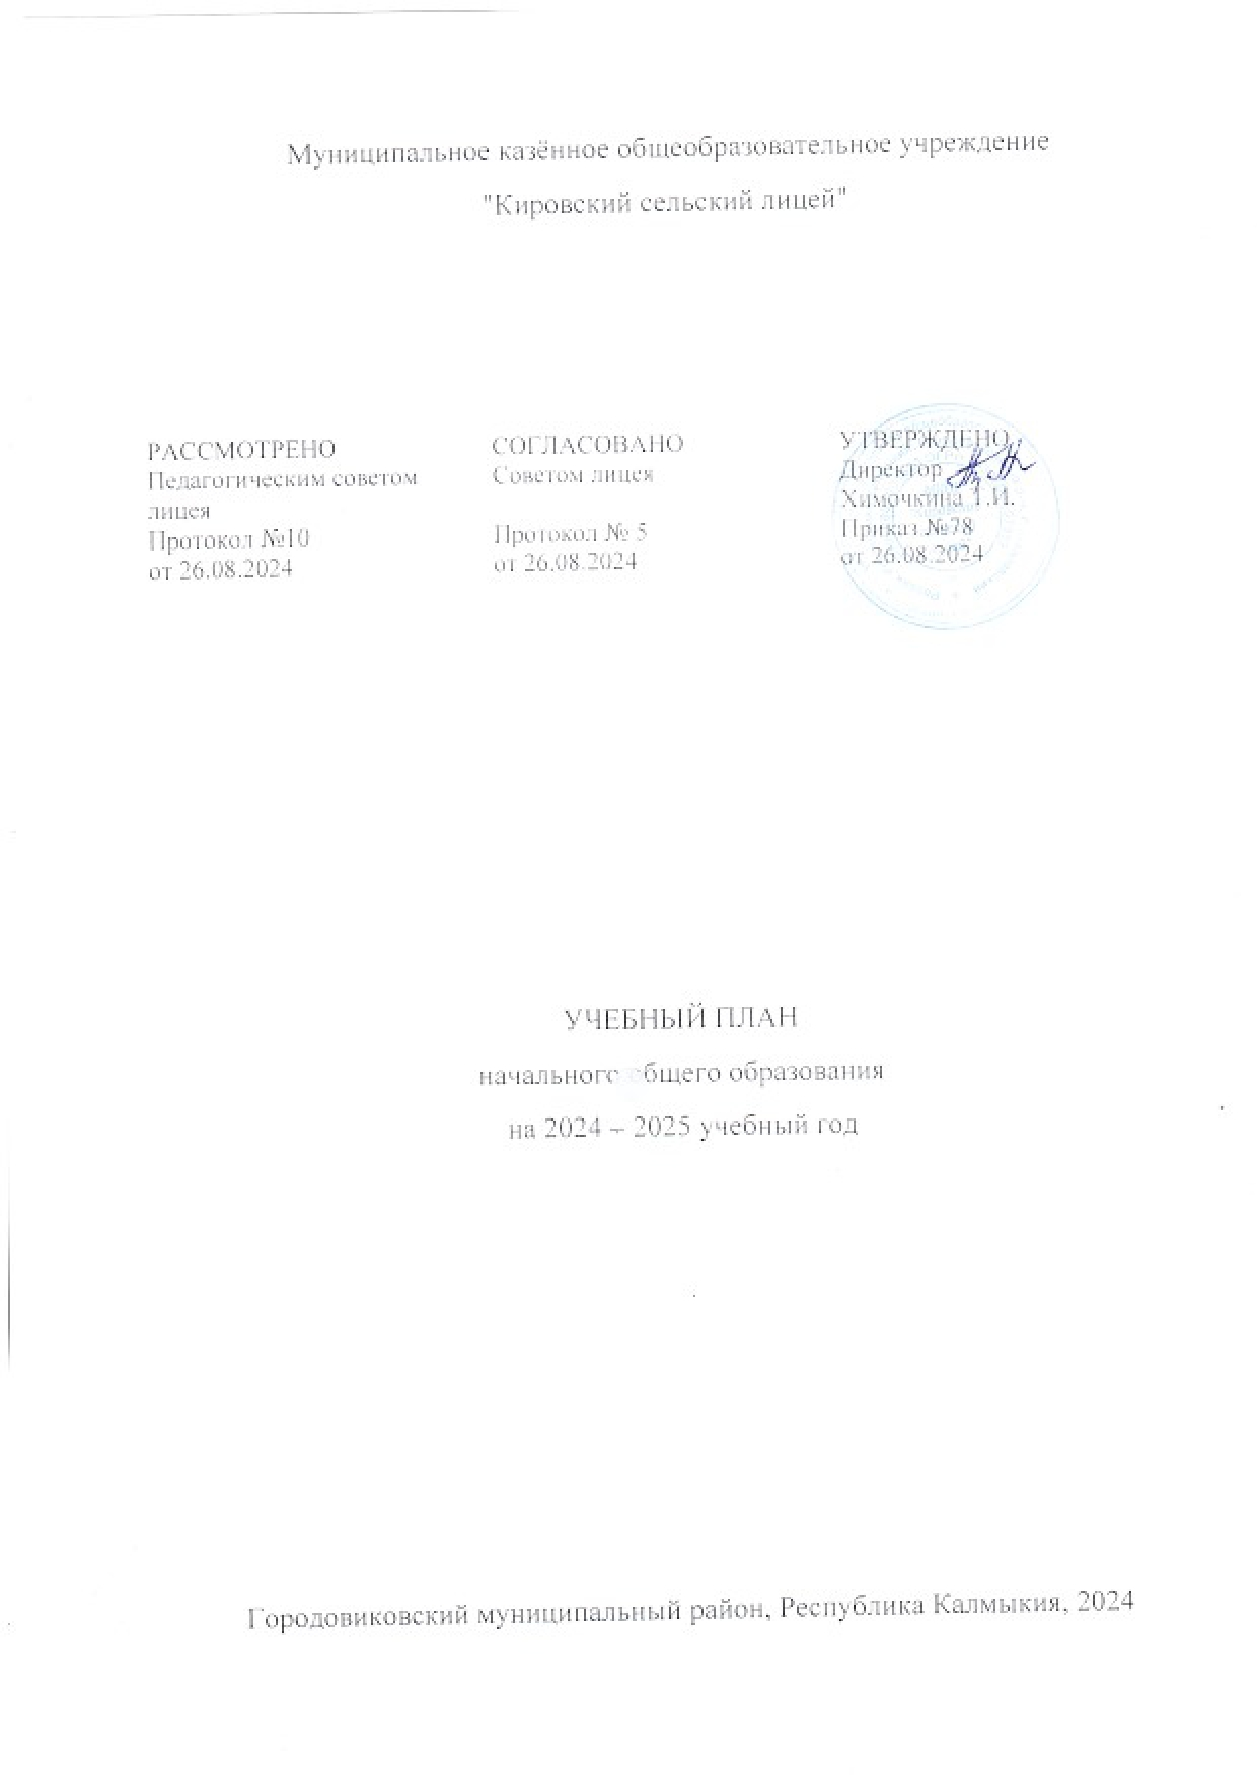 Муниципальное казённое общеобразовательное учреждение
"Кировский сельский лицей"
РАССМОТРЕНО
Педагогическим советом
лицея
Протокол №10
от 26.08.2024
СОГЛАСОВАНО
Советом лицея
Протокол № 5
от 26.08.2024
УТВЕРЖДЕНО
Директор
Химочкина Т.И.
Приказ №78
от 26.08.2024
УЧЕБНЫЙ ПЛАН
начального общего образования
на 2024 – 2025 учебный год
Городовиковский муниципальный район, Республика Калмыкия, 2024